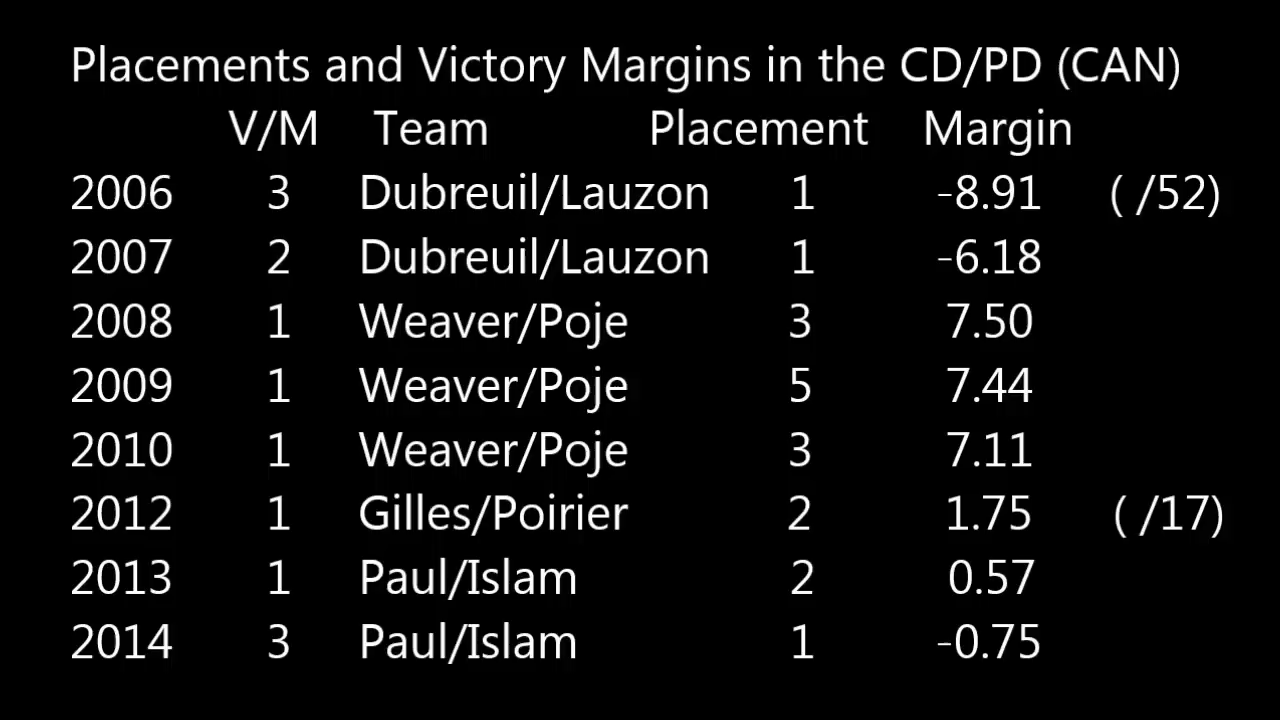 Placements and Victory Margins in the CD/PD (CAN)
V/M Team Placement Margin
2006 3 Dubreuil/Lauzon 1 -8.91 ( /52)
2007 2 Dubreuil/Lauzon 1 -6.18
2008 1 Weaver/Poje 3 7.50
2009 1 Weaver/Poje 5 7.44
2010 1 Weaver/Poje 3 7.11
2012 1 Gilles/Poirier 2 1.75 ( /17)
2013 1 Paul/Islam 2 0.57
2014 3 Paul/Islam 1 -0.75